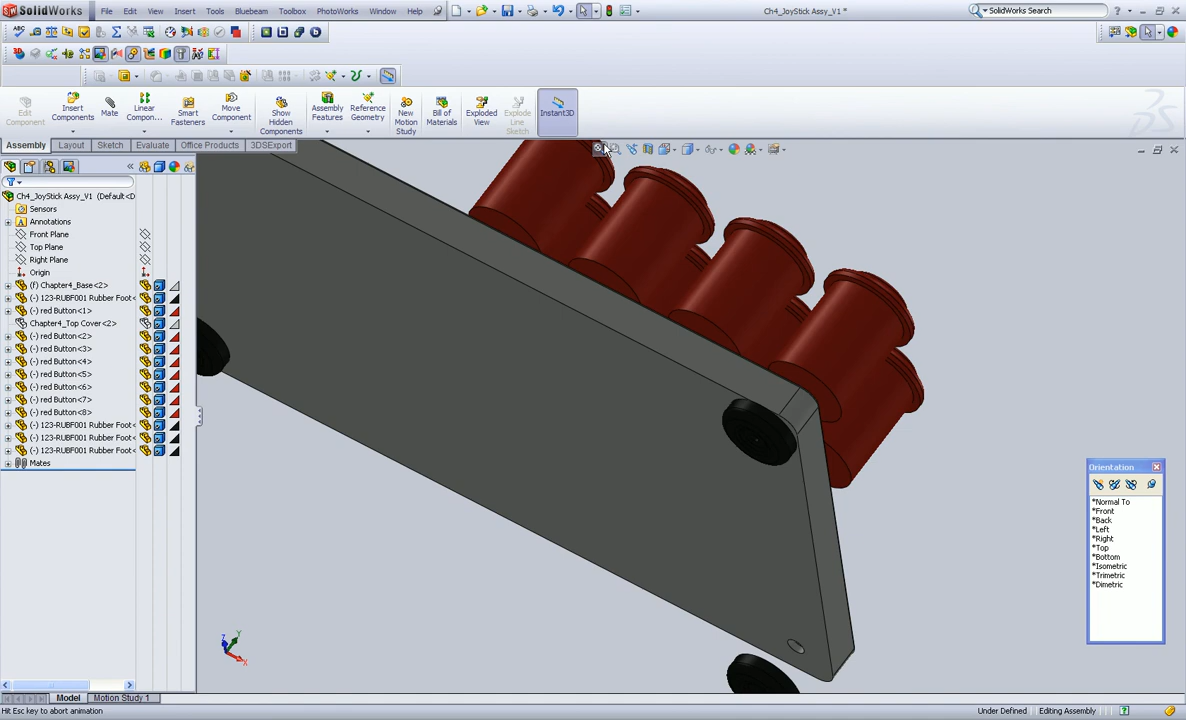 SolidWorks
File Edit View Insert Tools Toolbox Bluebeam PhotoWorks Window Help
Ch4_JoyStick Assy_V1 *
SolidWorks Search
Edit Component
Insert Components
Mate
Linear Compon...
Smart Fasteners
Move Component
Show Hidden Components
Assembly Features
Reference Geometry
New Motion Study
Bill of Materials
Exploded View
Explode Line Sketch
Instant3D
Assembly Layout Sketch Evaluate Office Products 3DSExport
Ch4_JoyStick Assy_V1 (Default<D
Sensors
Annotations
Front Plane
Top Plane
Right Plane
Origin
(f) Chapter4_Base<2>
(-) 123-RUBF001 Rubber Foot<
(-) red Button<1>
Chapter4_Top Cover<2>
(-) red Button<2>
(-) red Button<3>
(-) red Button<4>
(-) red Button<5>
(-) red Button<6>
(-) red Button<7>
(-) red Button<8>
(-) 123-RUBF001 Rubber Foot<
(-) 123-RUBF001 Rubber Foot<
(-) 123-RUBF001 Rubber Foot<
Mates
Orientation
*Normal To
*Front
*Back
*Left
*Right
*Top
*Bottom
*Isometric
*Trimetric
*Dimetric
Z Y X
Model Motion Study 1
Hit Esc key to abort animation
Under Defined Editing Assembly